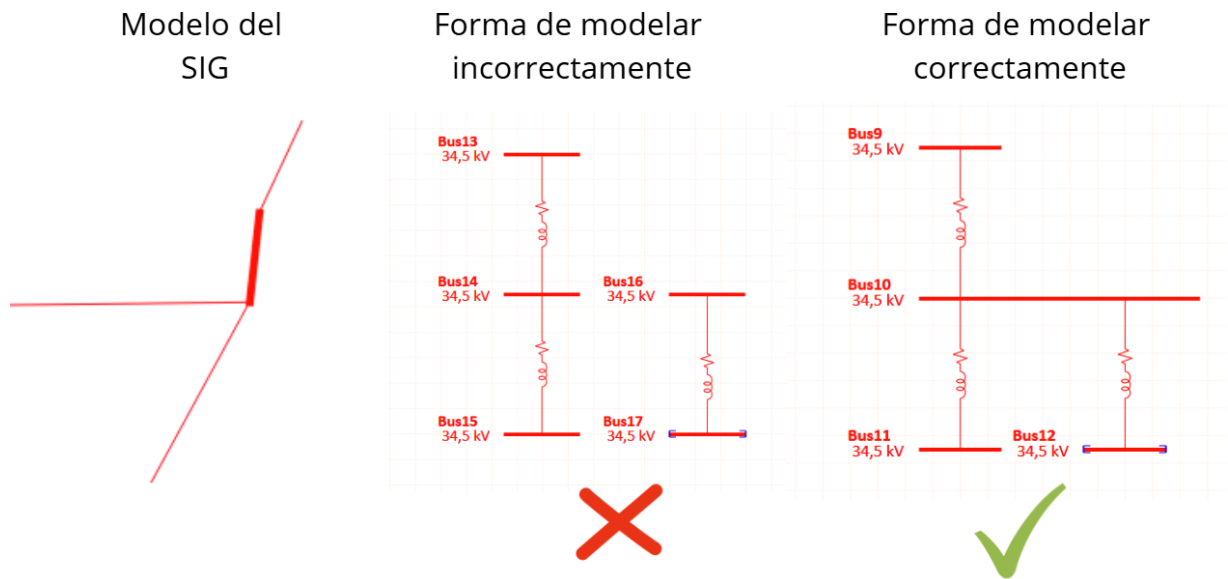 Modelo del
SIG
Forma de modelar
incorrectamente
Forma de modelar
correctamente
Bus13
34,5 kV
Bus14
34,5 kV
Bus16
34,5 kV
Bus15
34,5 kV
Bus17
34,5 kV
Bus9
34,5 kV
Bus10
34,5 kV
Bus11
34,5 kV
Bus12
34,5 kV